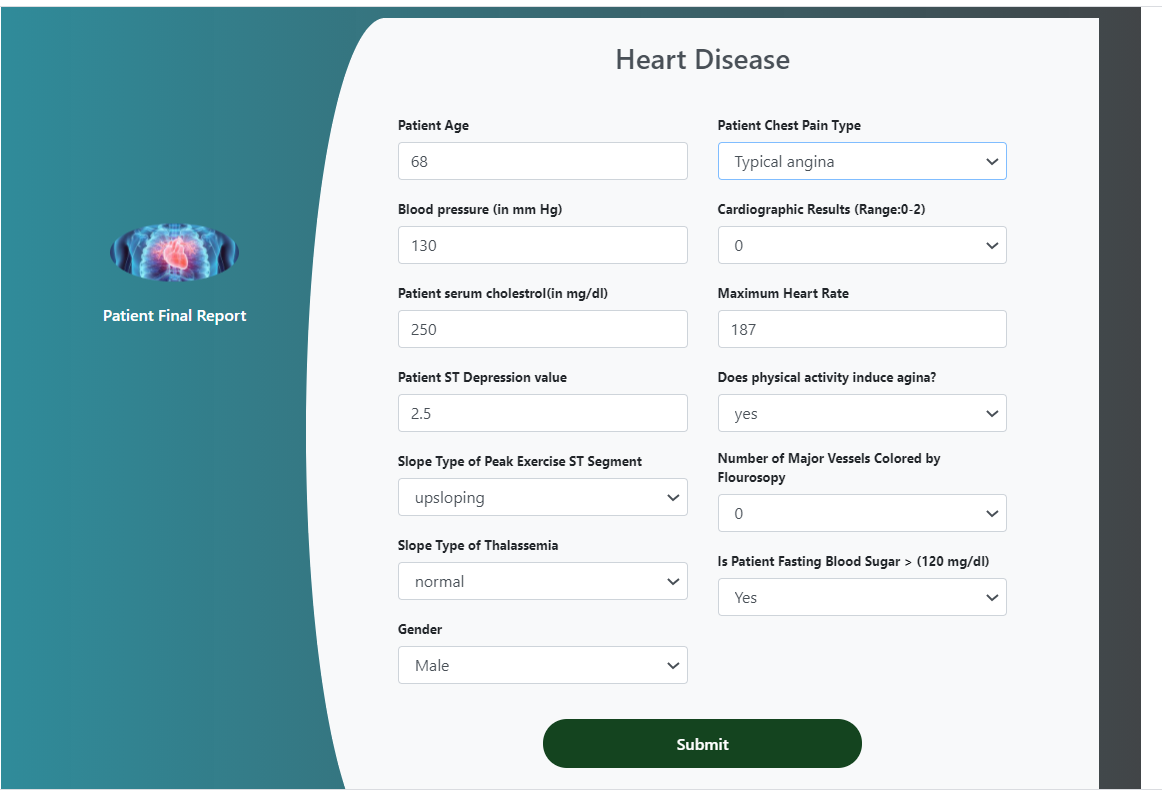 Heart Disease
Patient Final Report
Patient Age
68
Blood pressure (in mm Hg)
130
Patient serum cholestrol(in mg/dl)
250
Patient ST Depression value
2.5
Slope Type of Peak Exercise ST Segment
upsloping
Slope Type of Thalassemia
normal
Gender
Male
Patient Chest Pain Type
Typical angina
Cardiographic Results (Range:0-2)
0
Maximum Heart Rate
187
Does physical activity induce agina?
yes
Number of Major Vessels Colored by
Flourosopy
0
Is Patient Fasting Blood Sugar > (120 mg/dl)
Yes
Submit